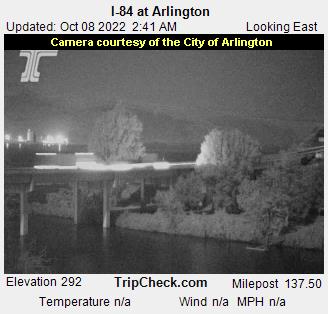 I-84 at Arlington
Updated: Oct 08 2022 2:41 AM Looking East
Camera courtesy of the City of Arlington
Elevation 292 TripCheck.com Milepost 137.50
Temperature n/a Wind n/a MPH n/a